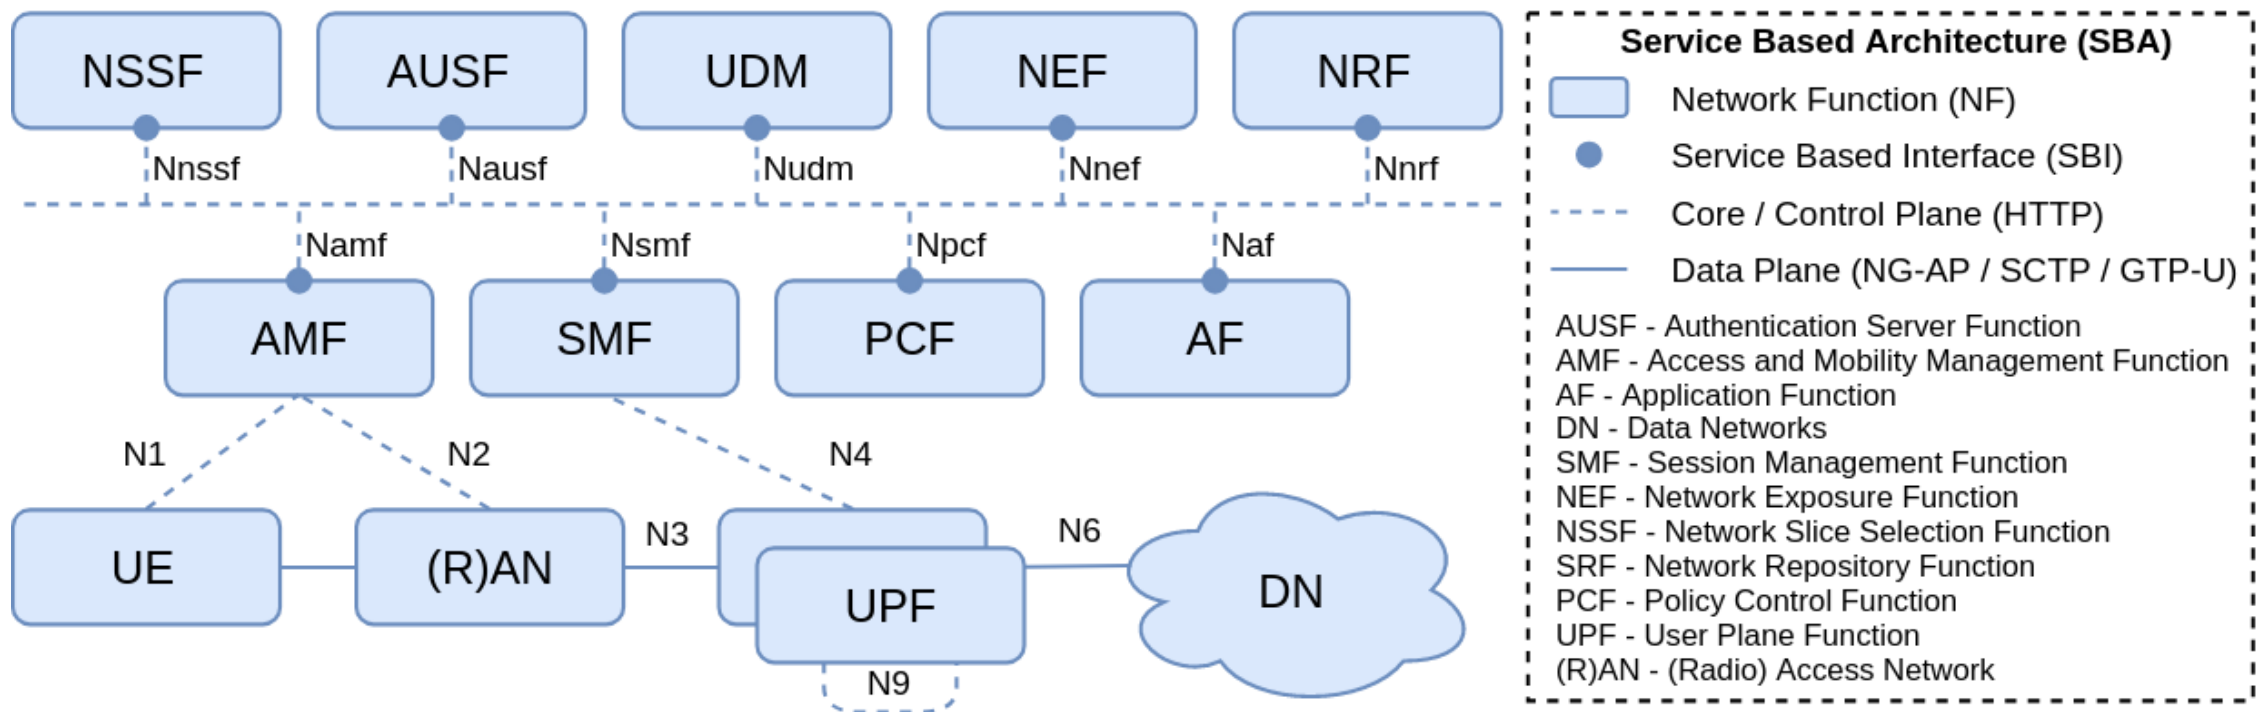 NSSF
AUSF
UDM
NEF
NRF
Nnssf
Nausf
Nudm
Nnef
Nnrf
Namf
Nsmf
Npcf
Naf
AMF
SMF
PCF
AF
N1
N2
N4
UE
(R)AN
N3
UPF
N6
DN
N9
Service Based Architecture (SBA)
Network Function (NF)
Service Based Interface (SBI)
Core / Control Plane (HTTP)
Data Plane (NG-AP / SCTP / GTP-U)
AUSF - Authentication Server Function
AMF - Access and Mobility Management Function
AF - Application Function
DN - Data Networks
SMF - Session Management Function
NEF - Network Exposure Function
NSSF - Network Slice Selection Function
SRF - Network Repository Function
PCF - Policy Control Function
UPF - User Plane Function
(R)AN - (Radio) Access Network